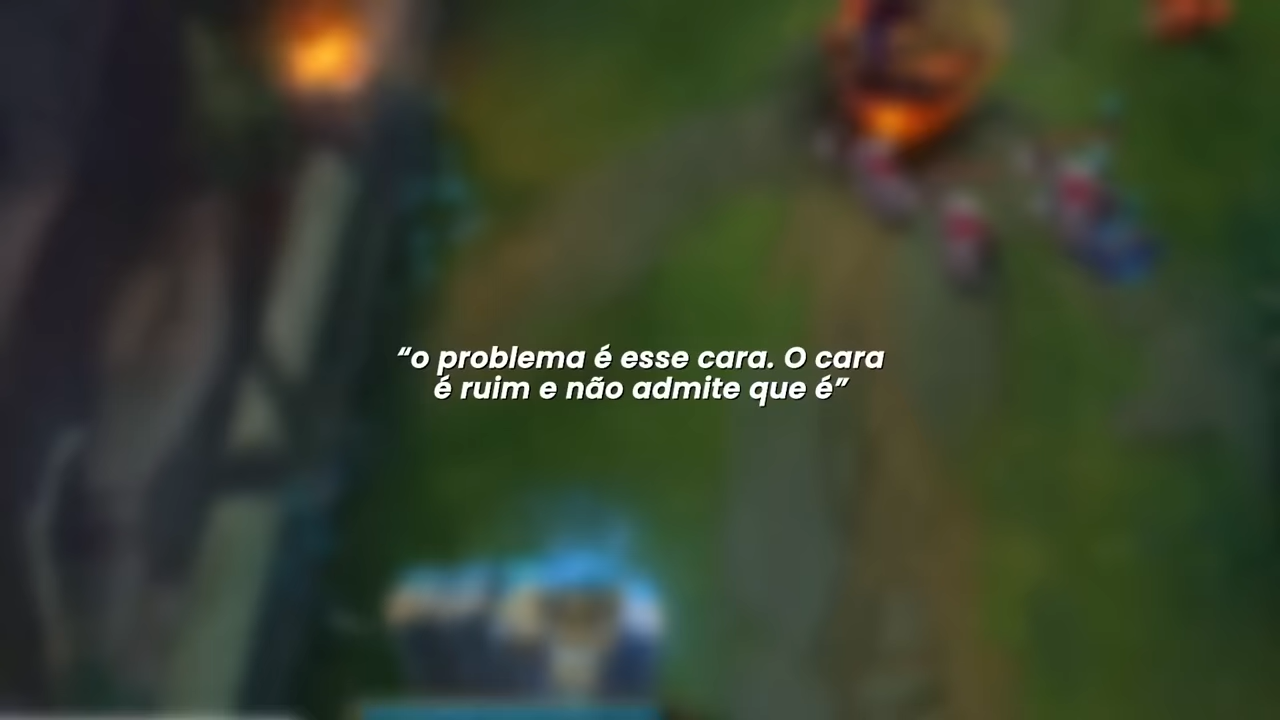 “o problema é esse cara. O cara
é ruim e não admite que é”